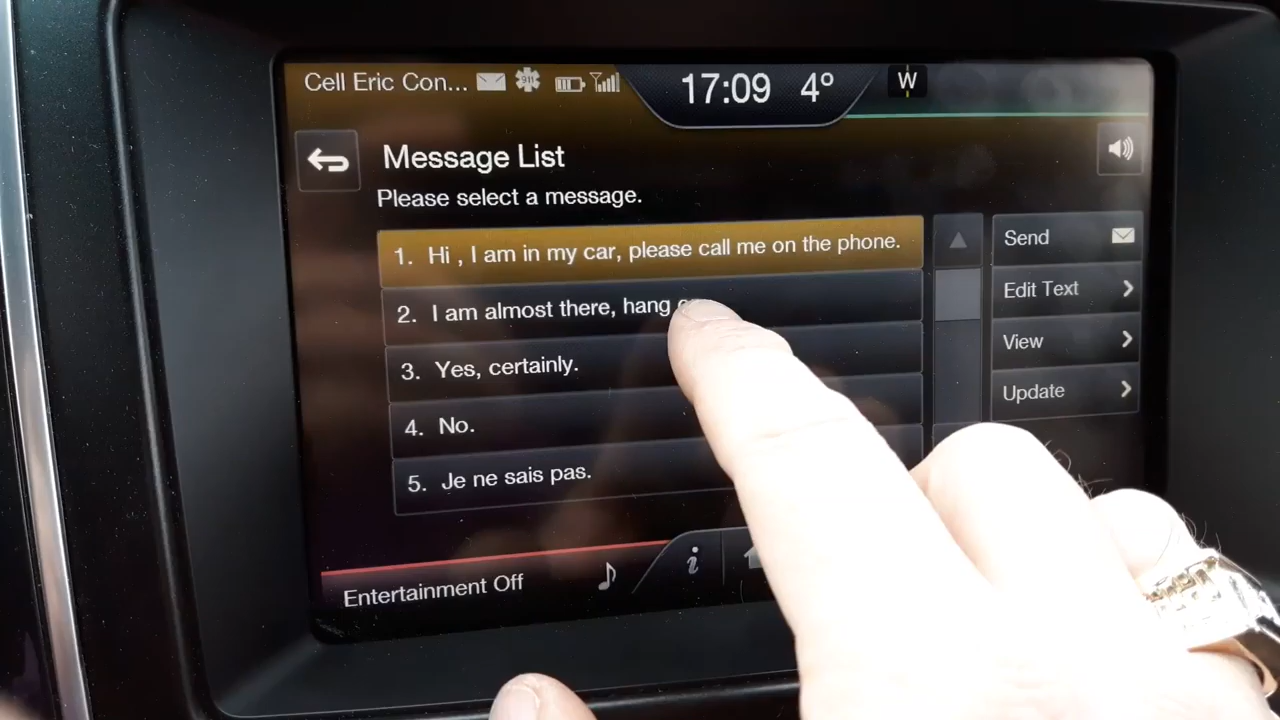 Cell Eric Con... 911 17:09 4° W
Message List
Please select a message.
1. Hi , I am in my car, please call me on the phone.
2. I am almost there, hang
3. Yes, certainly.
4. No.
5. Je ne sais pas.
Send
Edit Text
View
Update
Entertainment Off
i